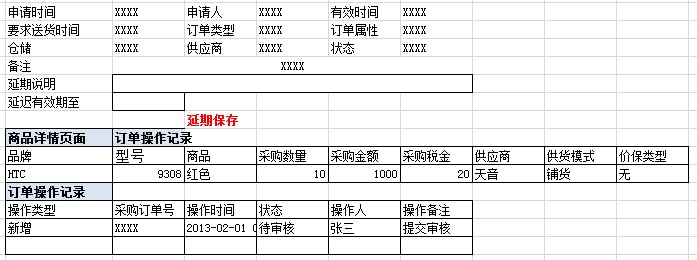 申请时间 XXXX 申请人 XXXX 有效时间 XXXX
要求送货时间 XXXX 订单类型 XXXX 订单属性 XXXX
仓储 XXXX 供应商 XXXX 状态 XXXX
备注 XXXX
延期说明
延迟有效期至
延期保存
商品详情页面 订单操作记录
品牌 型号 商品 采购数量 采购金额 采购税金 供应商 供货模式 价保类型
HTC 9308 红色 10 1000 20 天音 铺货 无
订单操作记录
操作类型 采购订单号 操作时间 状态 操作人 操作备注
新增 XXXX 2013-02-01 待审核 张三 提交审核